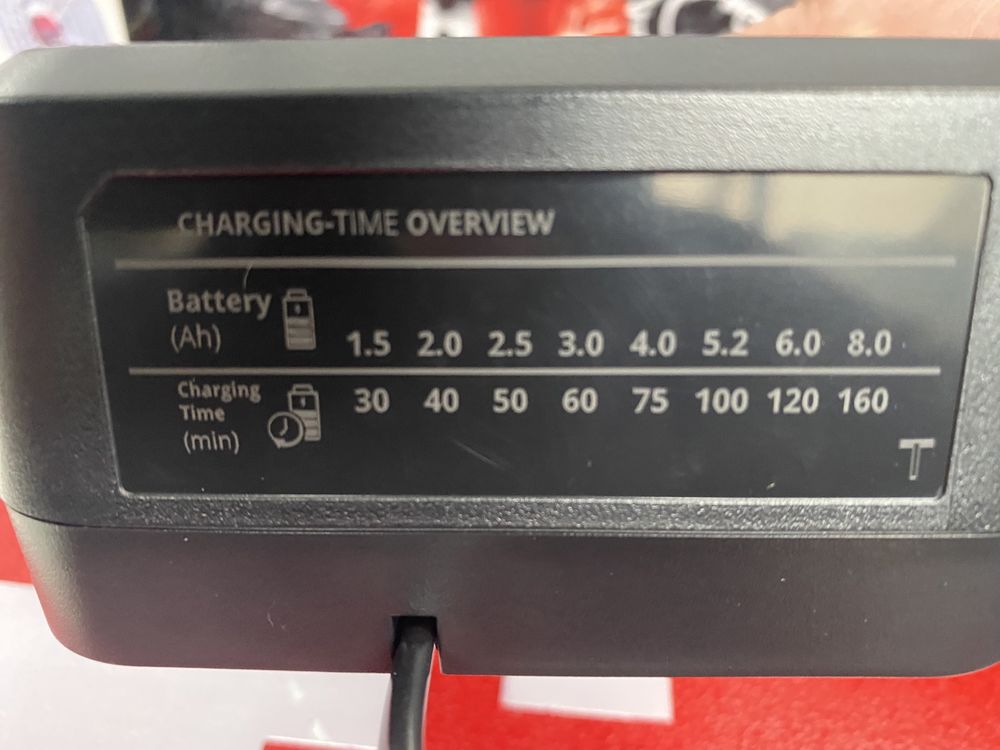 CHARGING-TIME OVERVIEW
Battery
(Ah)
1.5 2.0 2.5 3.0 4.0 5.2 6.0 8.0
Charging
Time
(min)
30 40 50 60 75 100 120 160
T